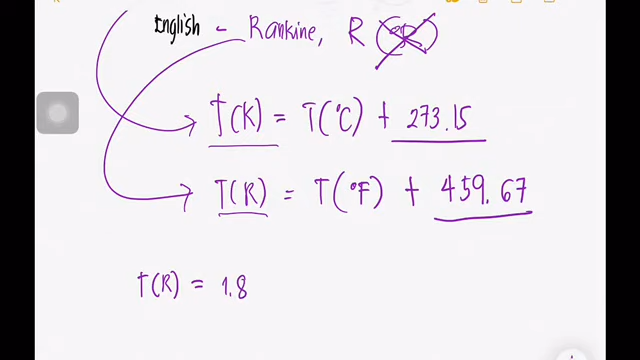 English - Rankine, R
T(K) = T(°C) + 273.15
T(R) = T(°F) + 459.67
T(R) = 1.8